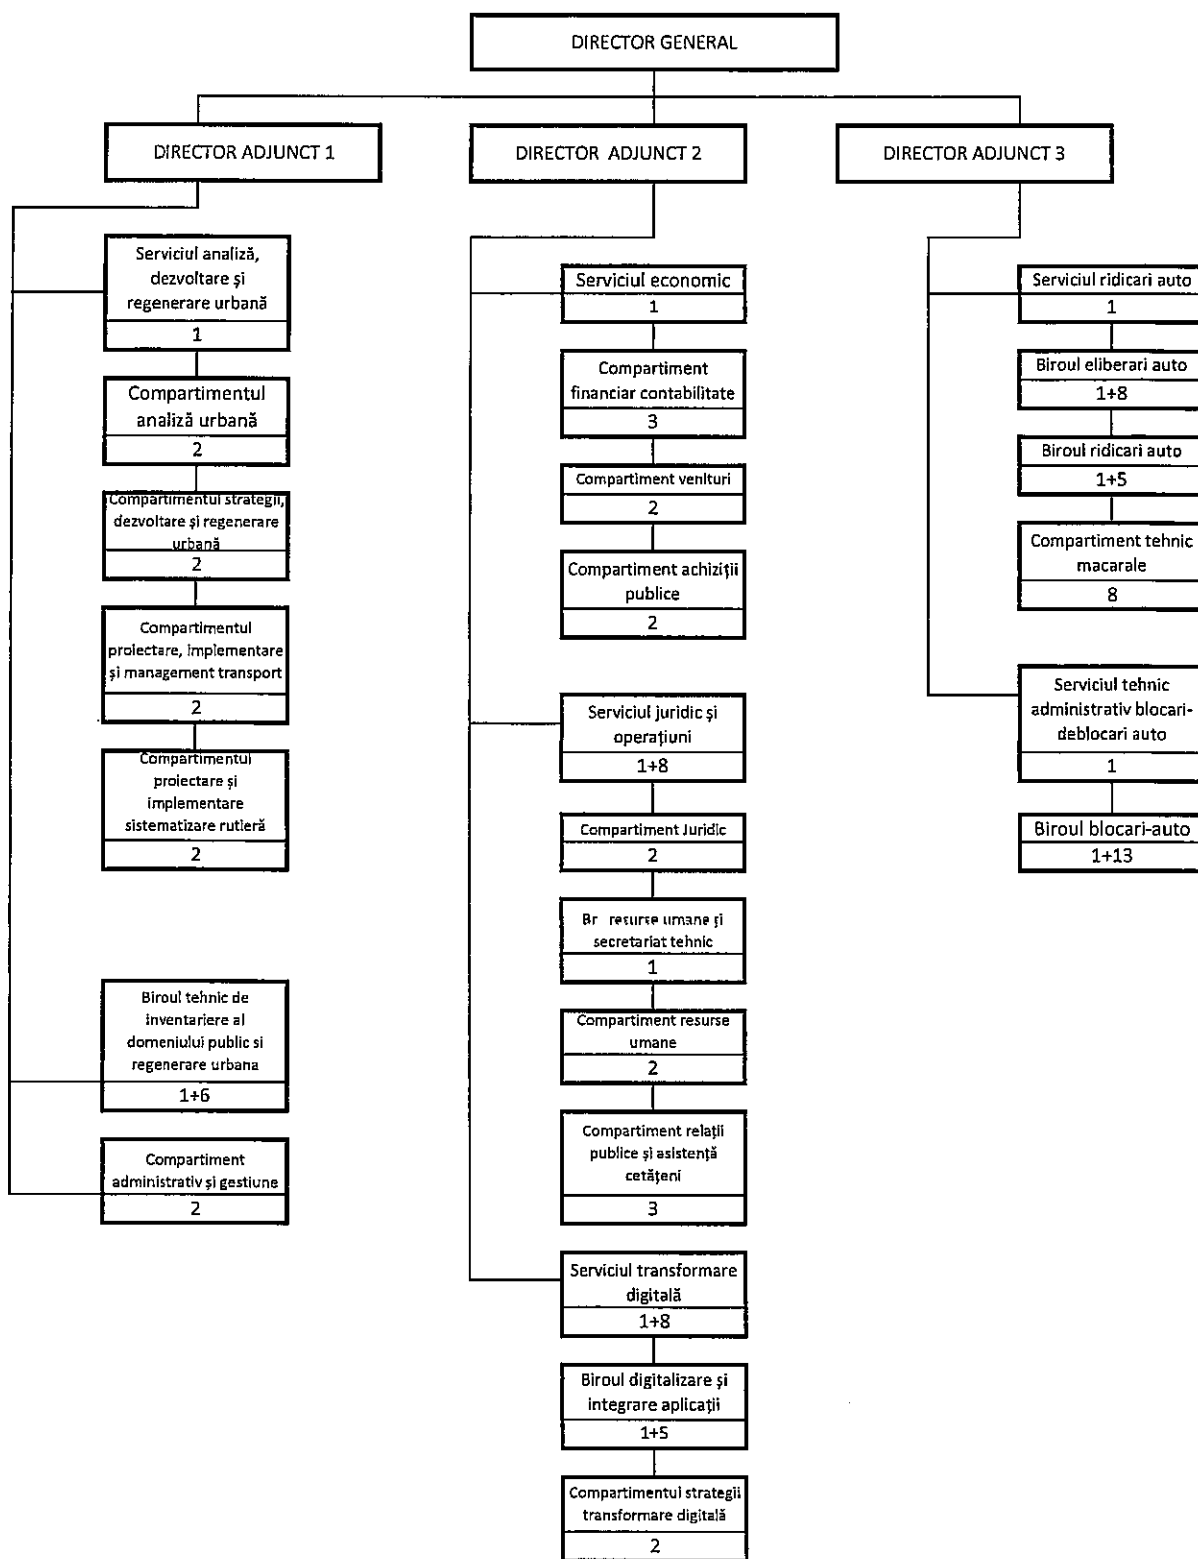 DIRECTOR GENERAL
DIRECTOR ADJUNCT 1
DIRECTOR ADJUNCT 2
DIRECTOR ADJUNCT 3
Serviciul analiză,
dezvoltare și
regenerare urbană
1
Compartimentul
analiză urbană
2
Compartimentul strategii,
dezvoltare și regenerare
urbană
2
Compartimentul
proiectare, implementare
și management transport
2
Compartimentul
proiectare și
implementare
sistematizare rutieră
2
Biroul tehnic de
inventariere al
domeniului public si
regenerare urbana
1+6
Compartiment
administrativ și gestiune
2
Serviciul economic
1
Compartiment
financiar contabilitate
3
Compartiment venituri
2
Compartiment achiziții
publice
2
Serviciul juridic și
operațiuni
1+8
Compartiment Juridic
2
Br resurse umane și
secretariat tehnic
1
Compartiment resurse
umane
2
Compartiment relații
publice și asistență
cetățeni
3
Serviciul transformare
digitală
1+8
Biroul digitalizare și
integrare aplicații
1+5
Compartimentul strategii
transformare digitală
2
Serviciul ridicari auto
1
Biroul eliberari auto
1+8
Biroul ridicari auto
1+5
Compartiment tehnic
macarale
8
Serviciul tehnic
administrativ blocari-
deblocari auto
1
Biroul blocari-auto
1+13